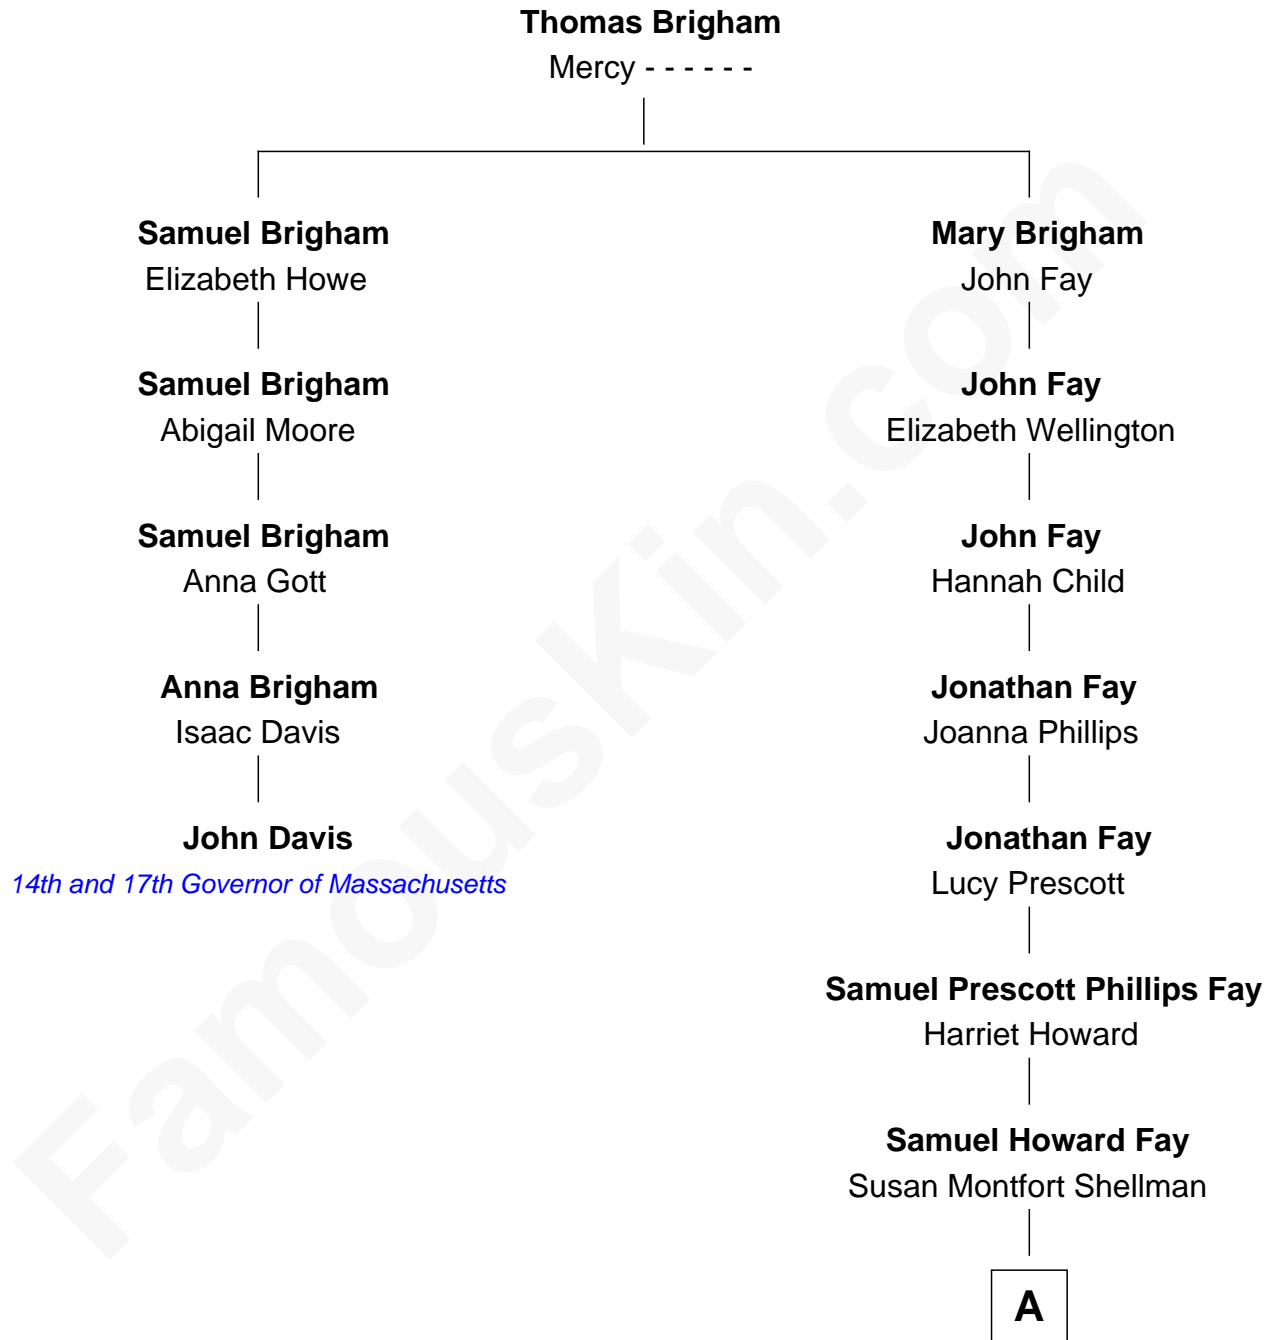 Thomas Brigham
Mercy - - - - - -
Samuel Brigham
Elizabeth Howe
Mary Brigham
John Fay
Samuel Brigham
Abigail Moore
John Fay
Elizabeth Wellington
Samuel Brigham
Anna Gott
John Fay
Hannah Child
Anna Brigham
Isaac Davis
Jonathan Fay
Joanna Phillips
John Davis
14th and 17th Governor of Massachusetts
Jonathan Fay
Lucy Prescott
Samuel Prescott Phillips Fay
Harriet Howard
Samuel Howard Fay
Susan Montfort Shellman
A
FamousKin.com